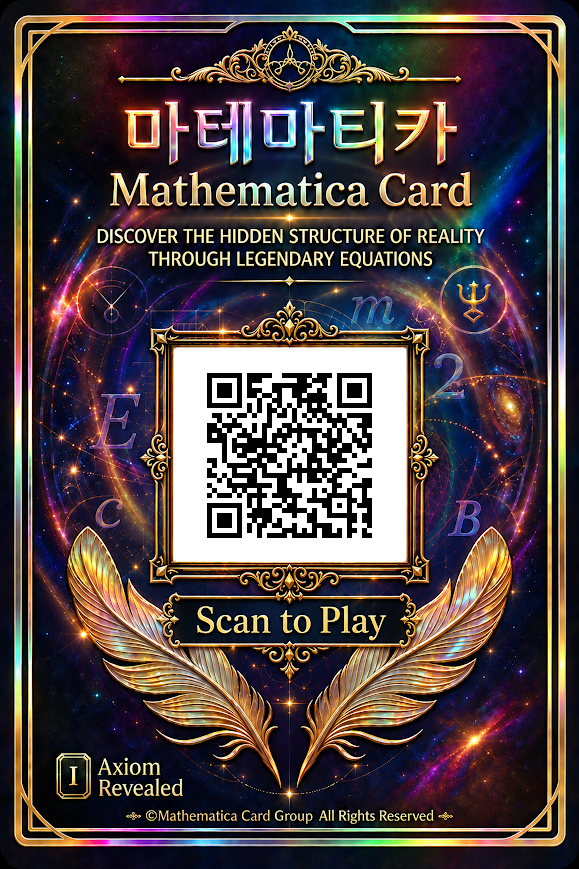 마테마티카
Mathematica Card
DISCOVER THE HIDDEN STRUCTURE OF REALITY
THROUGH LEGENDARY EQUATIONS
m
E
2
c
B
Scan to Play
I
Axiom
Revealed
©Mathematica Card Group All Rights Reserved